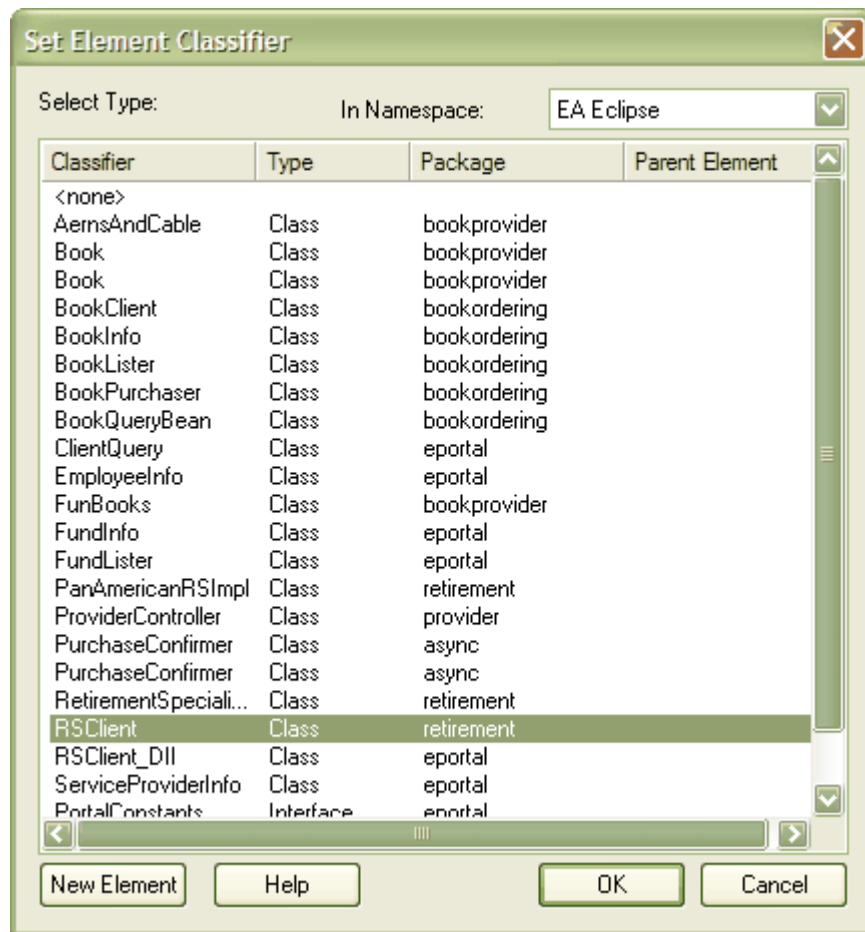 Set Element Classifier
Select Type: In Namespace: EA Eclipse
Classifier Type Package Parent Element
<none>
AernsAndCable Class bookprovider
Book Class bookprovider
Book Class bookprovider
BookClient Class bookordering
BookInfo Class bookordering
BookLister Class bookordering
BookPurchaser Class bookordering
BookQueryBean Class bookordering
ClientQuery Class eportal
EmployeeInfo Class eportal
FunBooks Class bookprovider
FundInfo Class eportal
FundLister Class eportal
PanAmericanRSImpl Class retirement
ProviderController Class provider
PurchaseConfirmer Class async
PurchaseConfirmer Class async
RetirementSpeciali... Class retirement
RSClient Class retirement
RSClient_DII Class eportal
ServiceProviderInfo Class eportal
PortalConstants Interface eportal
New Element Help OK Cancel